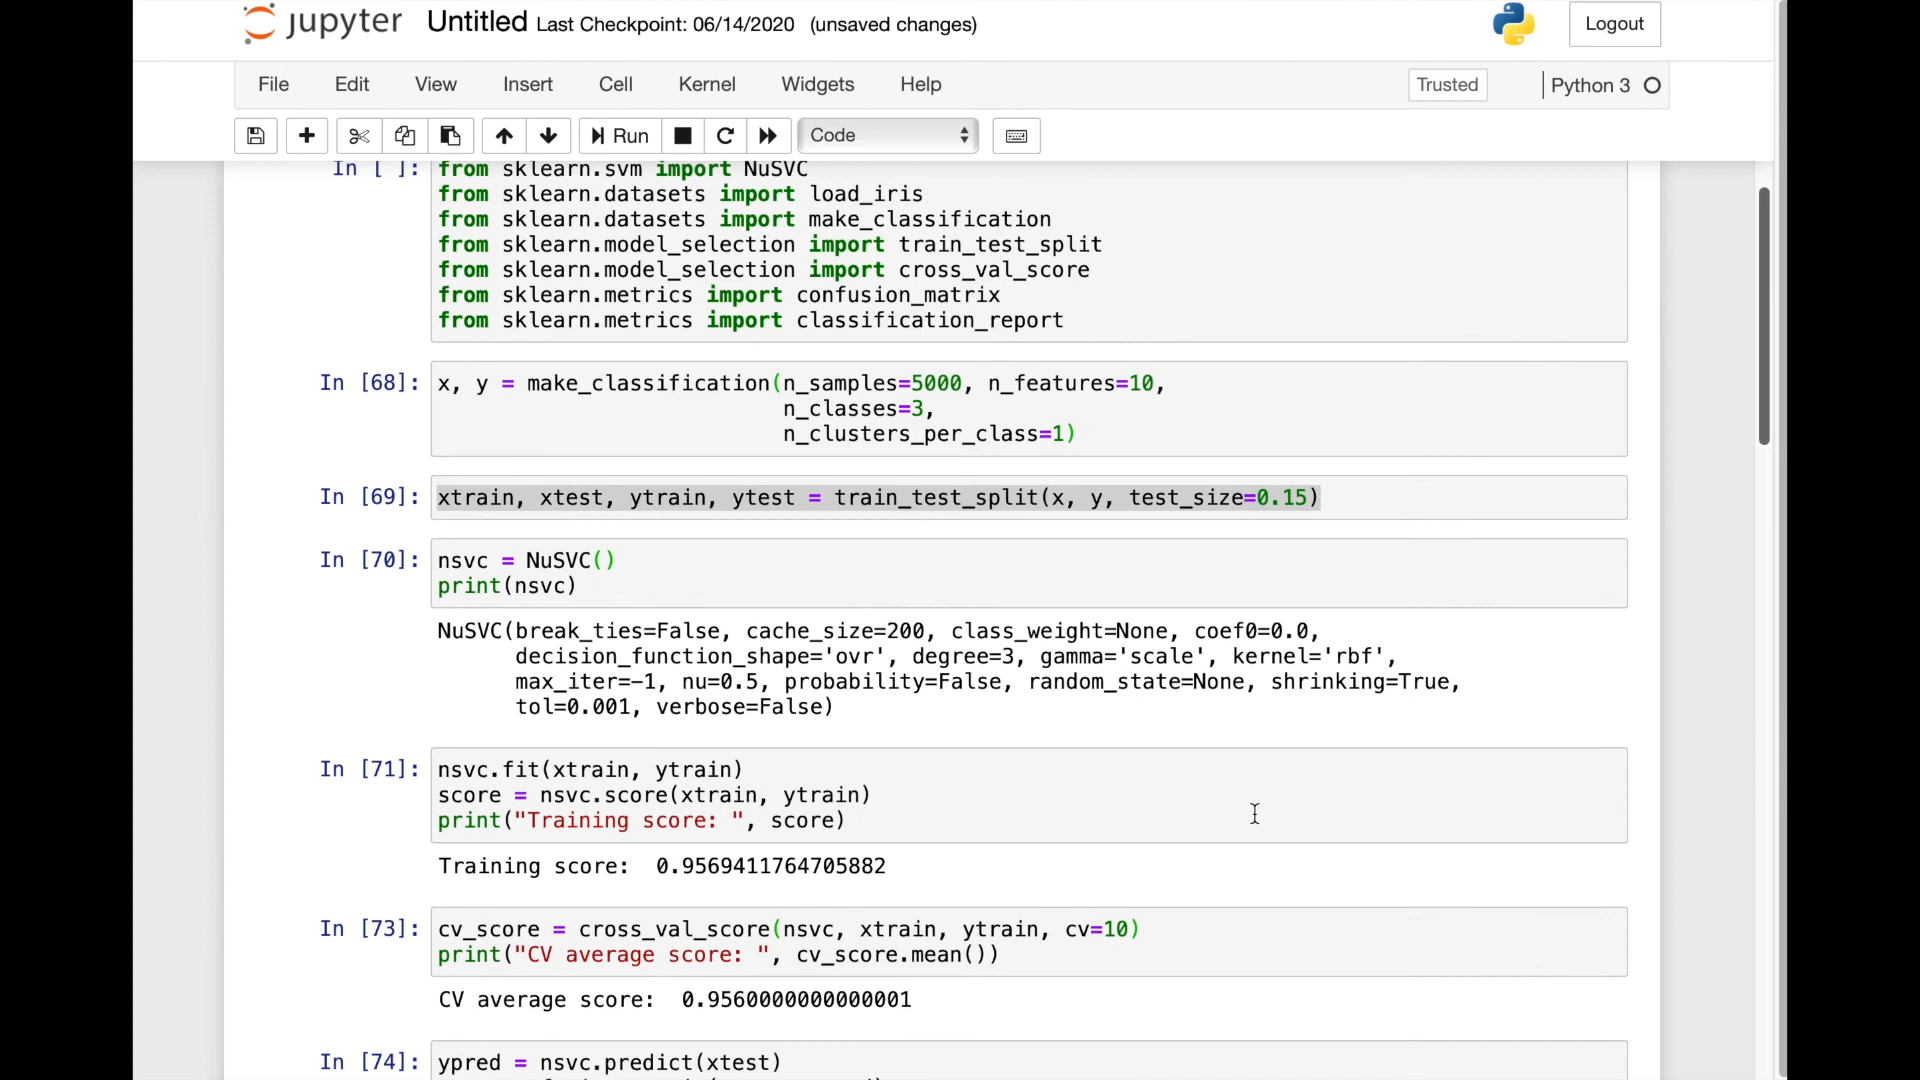 jupyter Untitled Last Checkpoint: 06/14/2020 (unsaved changes) Logout
File Edit View Insert Cell Kernel Widgets Help Trusted Python 3
Run Code
In [ ]: from sklearn.svm import NuSVC
from sklearn.datasets import load_iris
from sklearn.datasets import make_classification
from sklearn.model_selection import train_test_split
from sklearn.model_selection import cross_val_score
from sklearn.metrics import confusion_matrix
from sklearn.metrics import classification_report
In [68]: x, y = make_classification(n_samples=5000, n_features=10,
n_classes=3,
n_clusters_per_class=1)
In [69]: xtrain, xtest, ytrain, ytest = train_test_split(x, y, test_size=0.15)
In [70]: nsvc = NuSVC()
print(nsvc)
NuSVC(break_ties=False, cache_size=200, class_weight=None, coef0=0.0,
decision_function_shape='ovr', degree=3, gamma='scale', kernel='rbf',
max_iter=-1, nu=0.5, probability=False, random_state=None, shrinking=True,
tol=0.001, verbose=False)
In [71]: nsvc.fit(xtrain, ytrain)
score = nsvc.score(xtrain, ytrain)
print("Training score: ", score)
Training score:  0.9569411764705882
In [73]: cv_score = cross_val_score(nsvc, xtrain, ytrain, cv=10)
print("CV average score: ", cv_score.mean())
CV average score:  0.9560000000000001
In [74]: ypred = nsvc.predict(xtest)